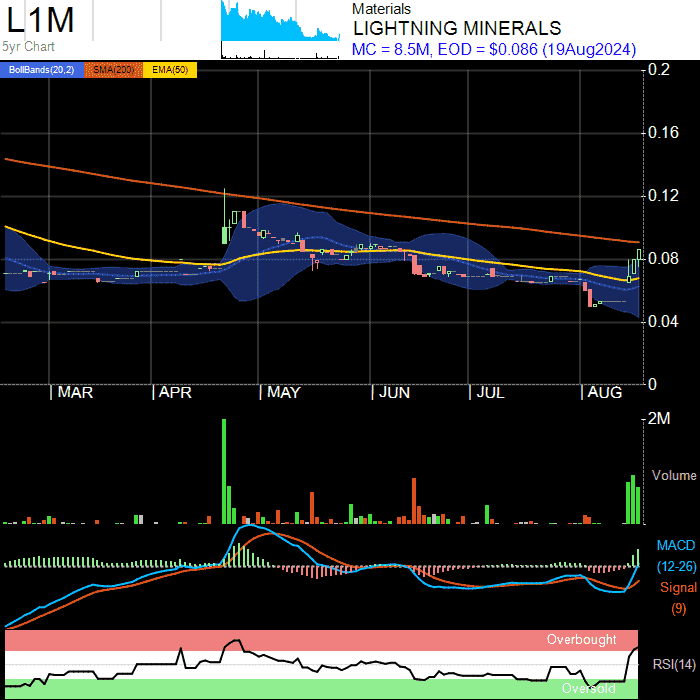 L1M
5yr Chart
Materials
LIGHTNING MINERALS
MC = 8.5M, EOD = $0.086 (19Aug2024)
BollBands(20,2) SMA(200) EMA(50)
0.2
0.16
0.12
0.08
0.04
0
MAR APR MAY JUN JUL AUG
2M
Volume
MACD
(12-26)
Signal
(9)
Overbought
RSI(14)
Oversold